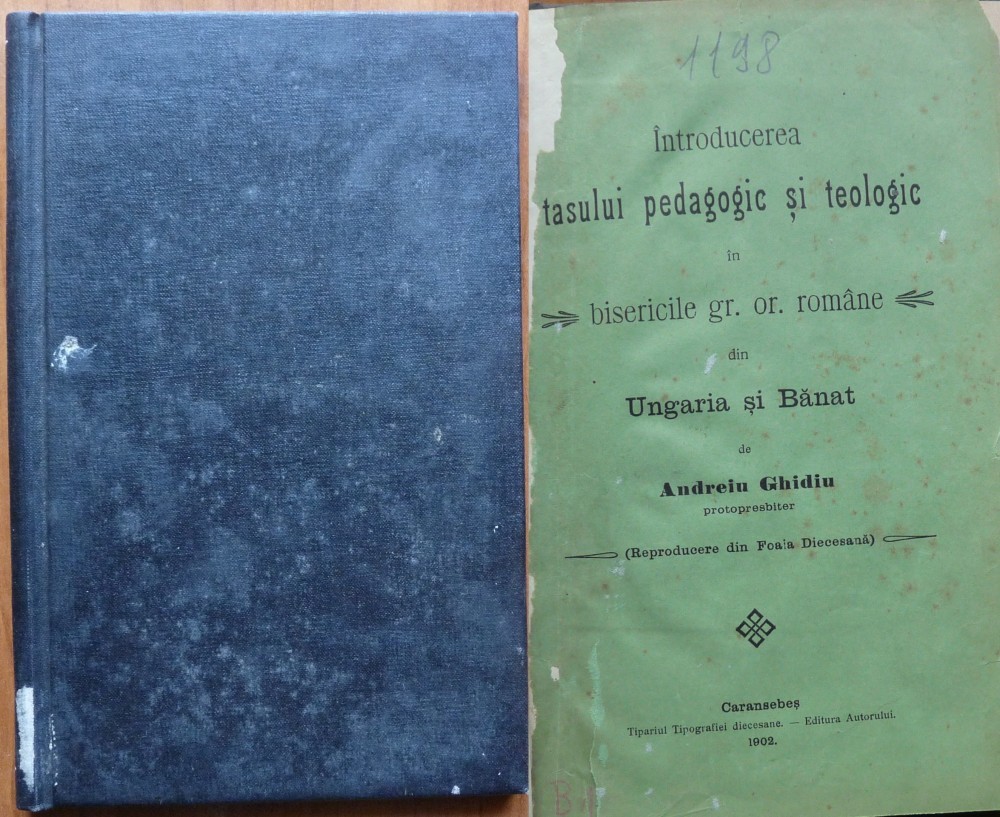 1198
Întroducerea
tasului pedagogic și teologic
în
bisericile gr. or. române
din
Ungaria și Bănat
de
Andreiu Ghidiu
protopresbiter
(Reproducere din Foaia Diecesană)
Caransebeș
Tipariul Tipografiei diecesane. — Editura Autorului.
1902.
B